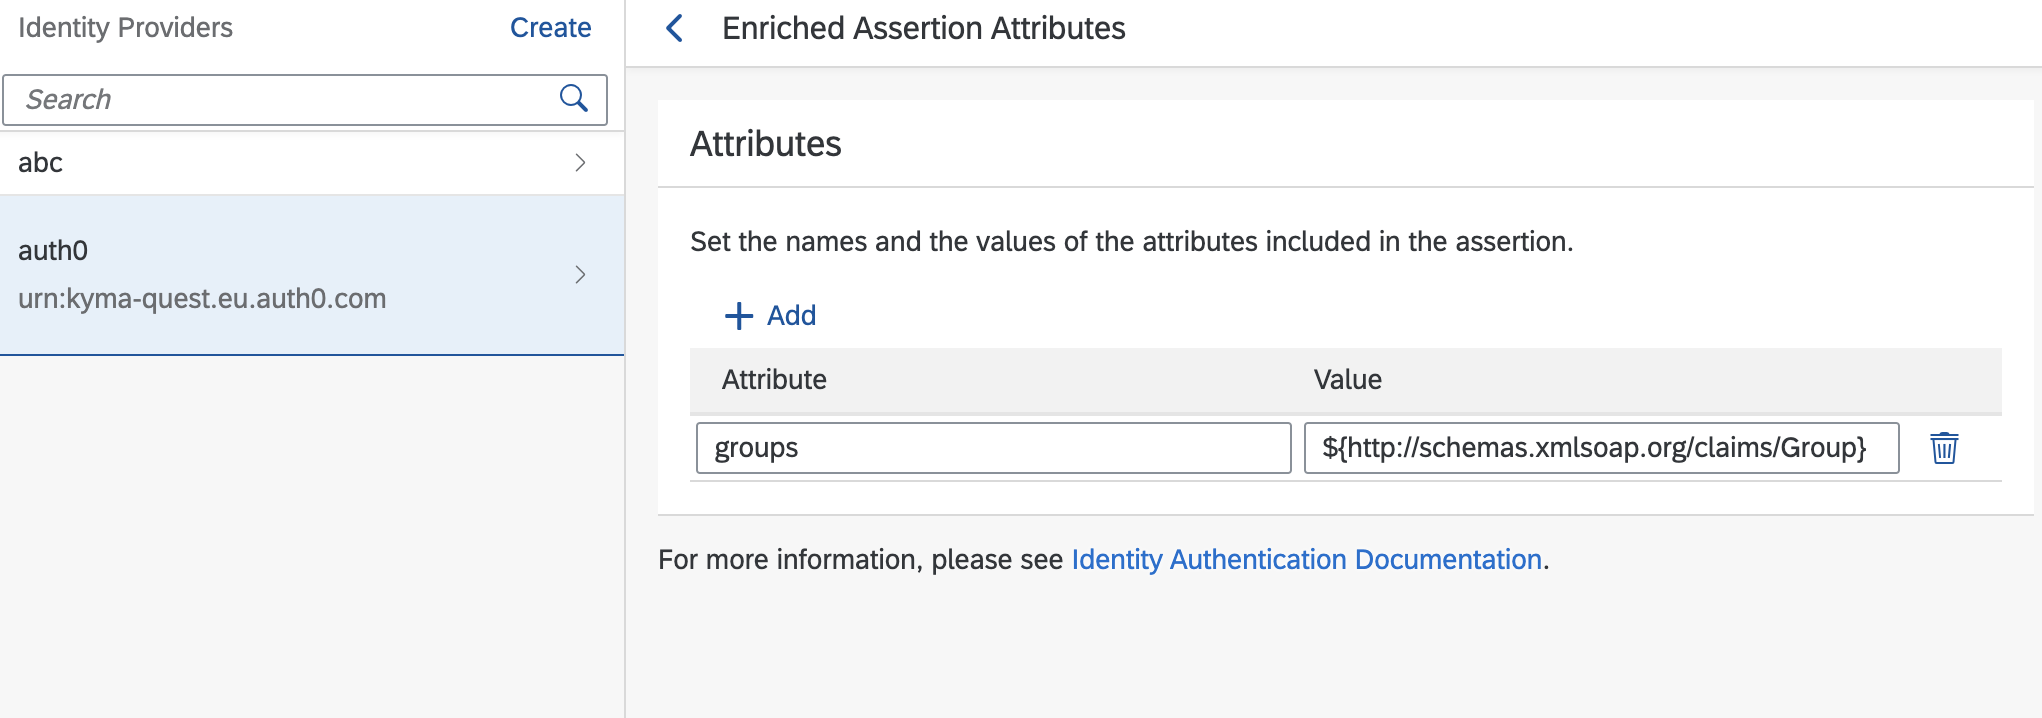 Identity Providers
Create
Search
abc
auth0
urn:kyma-quest.eu.auth0.com
Enriched Assertion Attributes
Attributes
Set the names and the values of the attributes included in the assertion.
Add
Attribute Value
groups ${http://schemas.xmlsoap.org/claims/Group}
For more information, please see Identity Authentication Documentation.